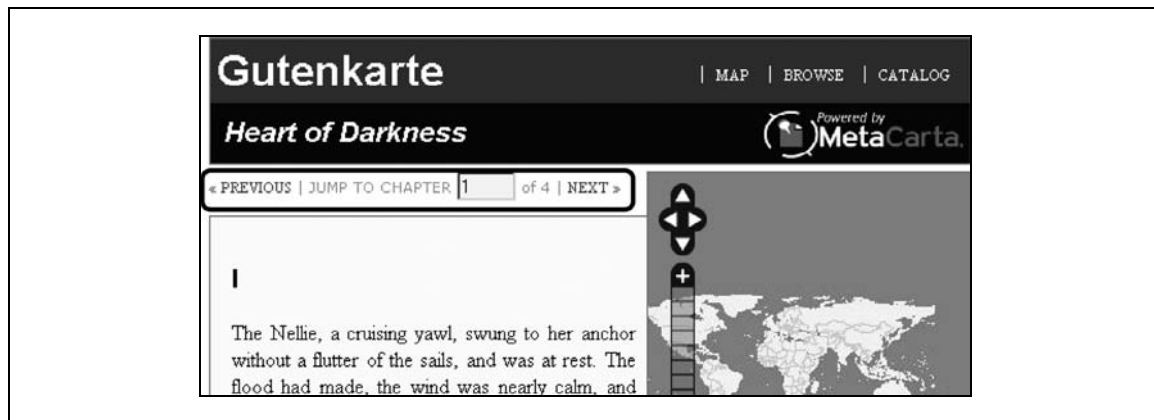 Gutenkarte
| MAP | BROWSE | CATALOG
Heart of Darkness
Powered by
MetaCarta.
« PREVIOUS | JUMP TO CHAPTER 1 of 4 | NEXT »
I
The Nellie, a cruising yawl, swung to her anchor
without a flutter of the sails, and was at rest. The
flood had made, the wind was nearly calm, and